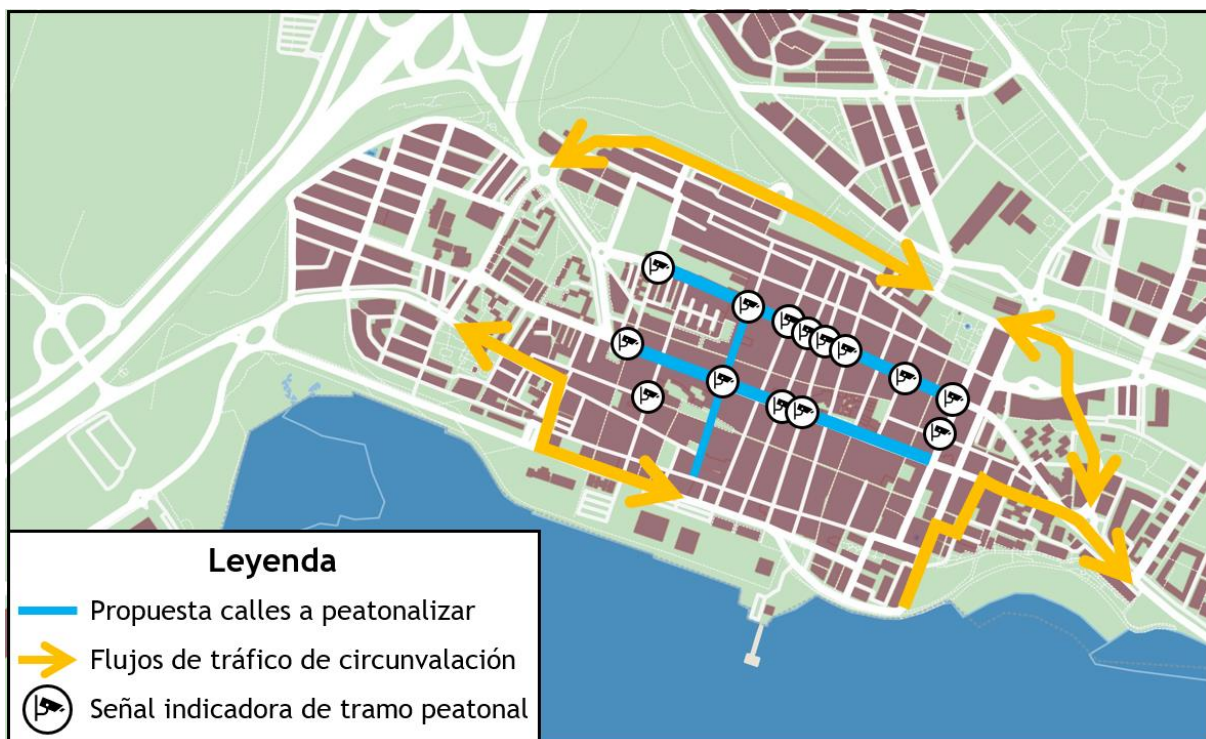 Leyenda
Propuesta calles a peatonalizar
Flujos de tráfico de circunvalación
Señal indicadora de tramo peatonal